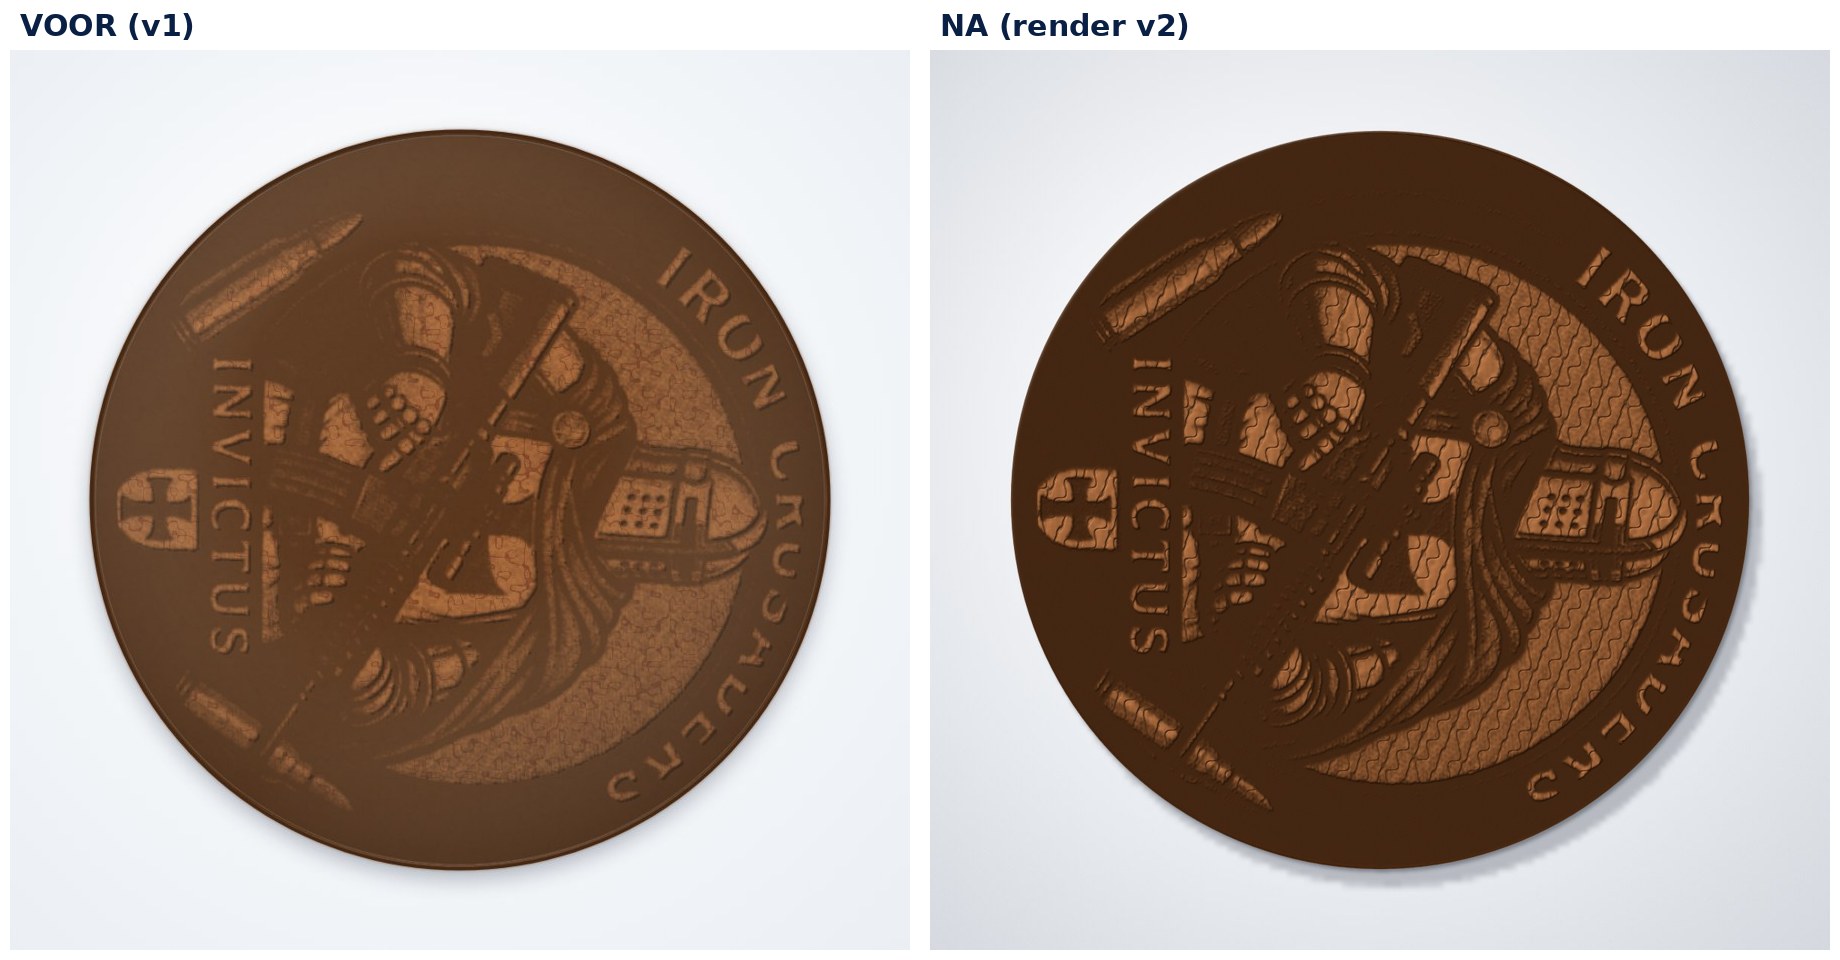 VOOR (v1)
NA (render v2)
IRON
INVICTUS
IRON
INVICTUS